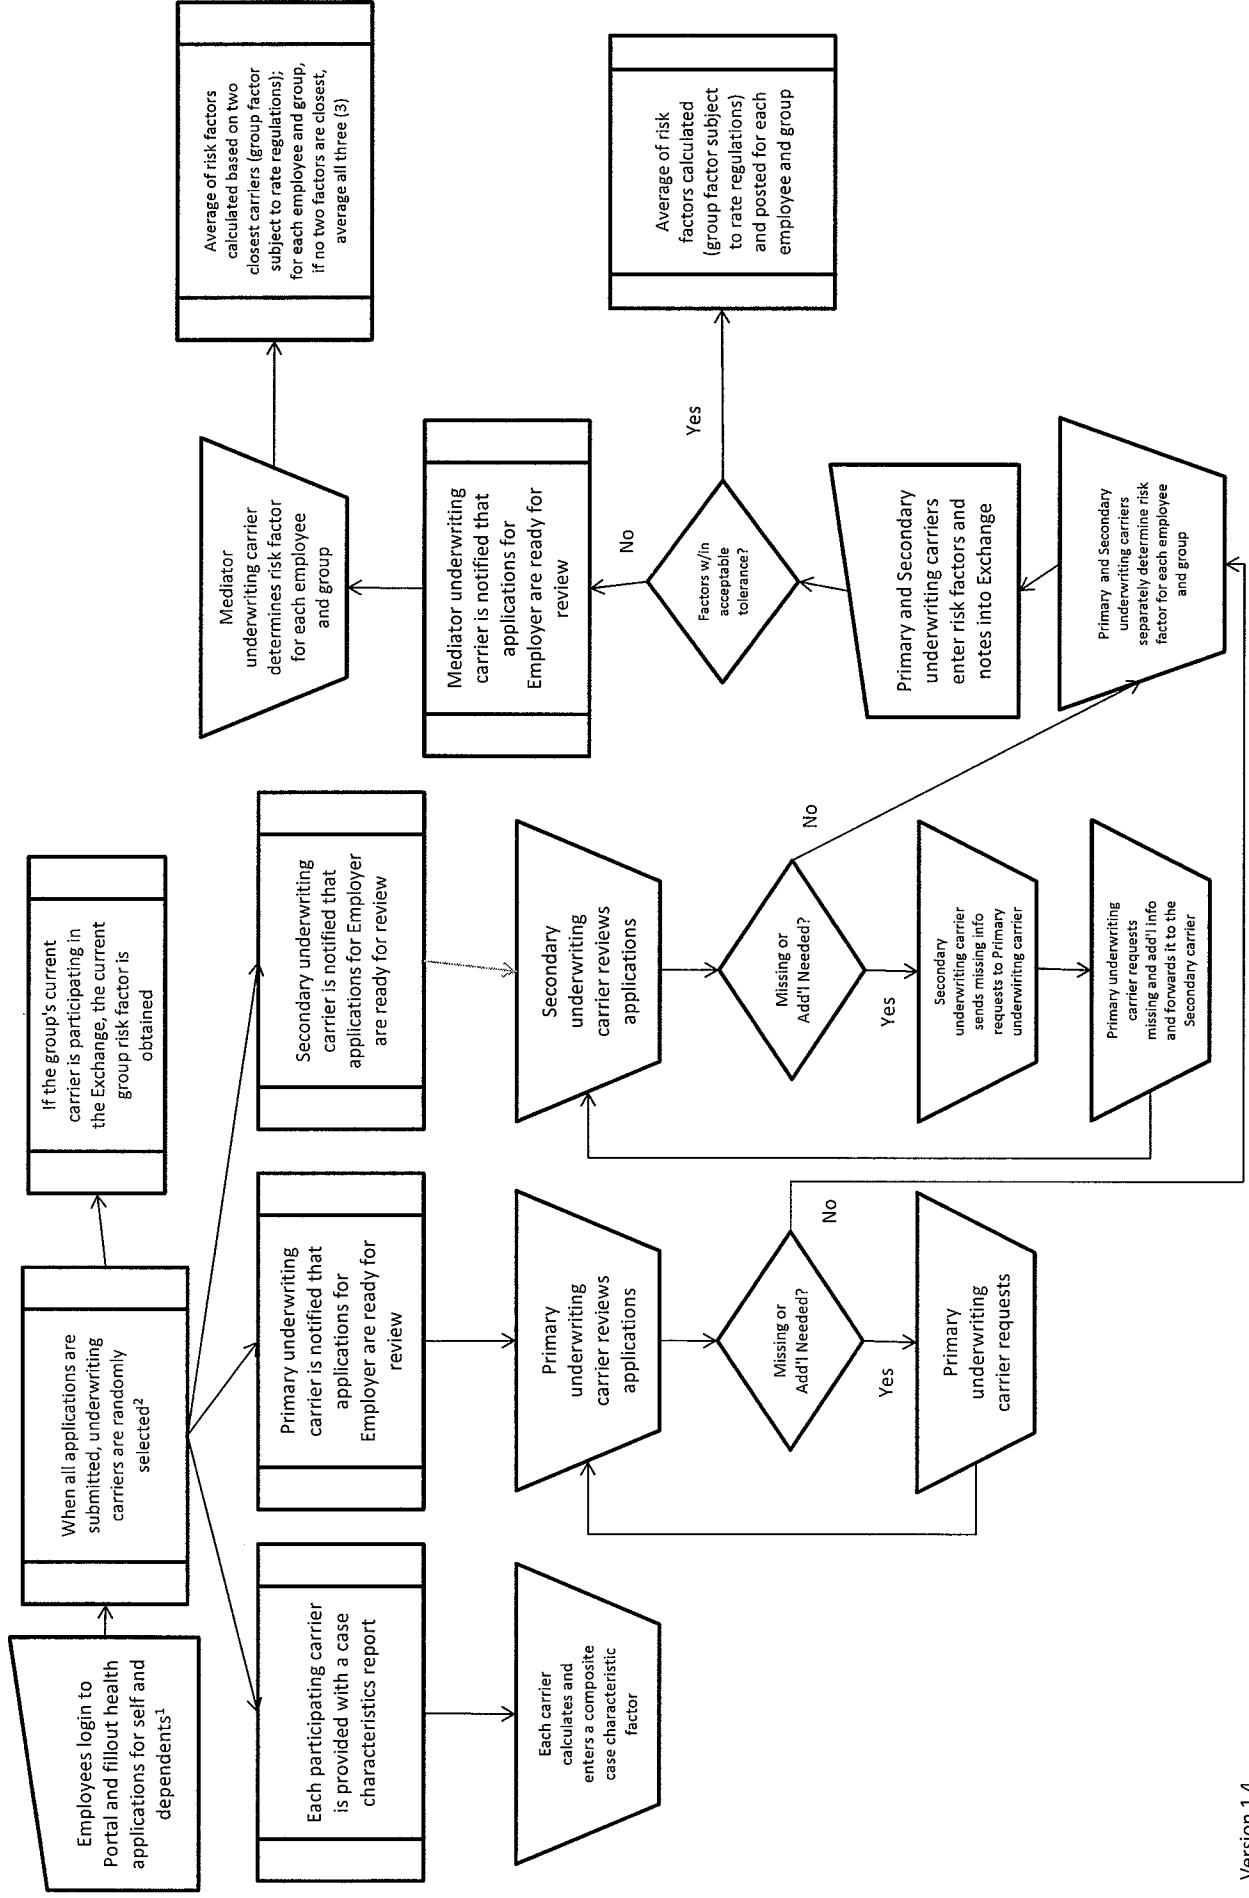 Employees login to
Portal and fillout health
applications for self and
dependents¹
When all applications are
submitted, underwriting
carriers are randomly
selected²
If the group's current
carrier is participating in
the Exchange, the current
group risk factor is
obtained
Each participating carrier
is provided with a case
characteristics report
Each carrier
calculates and
enters a composite
case characteristic
factor
Primary underwriting
carrier is notified that
applications for
Employer are ready for
review
Primary
underwriting
carrier reviews
applications
Missing or
Add'l Needed?
No
Yes
Primary
underwriting
carrier requests
Secondary underwriting
carrier is notified that
applications for Employer
are ready for review
Secondary
underwriting
carrier reviews
applications
Missing or
Add'l Needed?
No
Yes
Secondary
underwriting carrier
sends missing info
requests to Primary
underwiritng carrier
Primary underwriting
carrier requests
missing and add'l info
and forwards it to the
Secondary carrier
Primary and Secondary
underwriting carriers
separately determine risk
factor for each employee
and group
Primary and Secondary
underwriting carriers
enter risk factors and
notes into Exchange
Factors w/in
acceptable
tolerance?
No
Yes
Mediator underwriting
carrier is notified that
applications for
Employer are ready for
review
Mediator
underwriting carrier
determines risk factor
for each employee
and group
Average of risk factors
calculated based on two
closest carriers (group factor
subject to rate regulations);
for each employee and group,
if no two factors are closest,
average all three (3)
Average of risk
factors calculated
(group factor subject
to rate regulations)
and posted for each
employee and group
Version 1.4